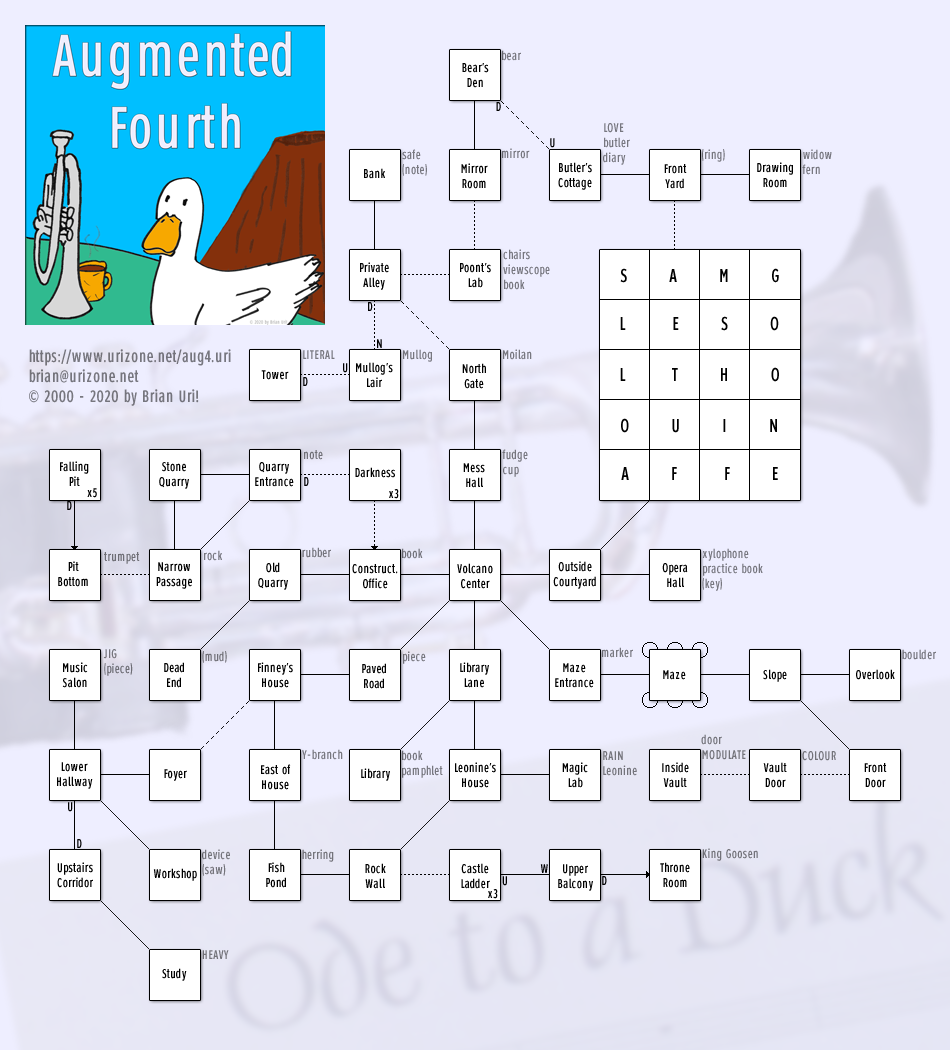 Augmented
Fourth
https://www.urizone.net/aug4.uri
brian@urizone.net
© 2000 - 2020 by Brian Uri!
Bear's
Den
bear
D
U
Bank
safe
(note)
Mirror
Room
mirror
Butler's
Cottage
LOVE
butler
diary
Front
Yard
(ring)
Drawing
Room
widow
fern
Private
Alley
D
Poont's
Lab
chairs
viewscope
book
S A M G
L E S O
L T H O
O U I N
A F F E
Tower
LITERAL
D
U
N
Mullog's
Lair
Mullog
North
Gate
Moilan
Falling
Pit
x5
D
Stone
Quarry
Quarry
Entrance
note
D
Darkness
x3
Mess
Hall
fudge
cup
Pit
Bottom
trumpet
Narrow
Passage
rock
Old
Quarry
rubber
Construct.
Office
book
Volcano
Center
Outside
Courtyard
Opera
Hall
xylophone
practice book
(key)
Music
Salon
JIG
(piece)
Dead
End
(mud)
Finney's
House
Paved
Road
piece
Library
Lane
Maze
Entrance
marker
Maze
Slope
Overlook
boulder
Lower
Hallway
U
Foyer
East of
House
Y-branch
Library
book
pamphlet
Leonine's
House
Magic
Lab
RAIN
Leonine
Inside
Vault
door
MODULATE
Vault
Door
COLOUR
Front
Door
D
Upstairs
Corridor
Workshop
device
(saw)
Fish
Pond
herring
Rock
Wall
Castle
Ladder
x3
U
W
Upper
Balcony
D
Throne
Room
King Goosen
Study
HEAVY
Ode to a Duck